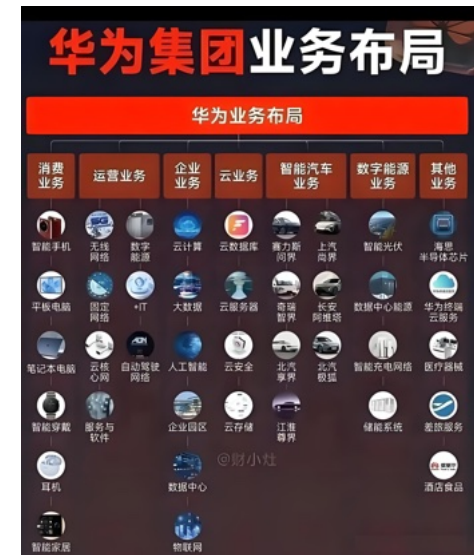 华为集团业务布局
华为业务布局
消费
业务
运营业务
企业
业务
云业务
智能汽车
业务
数字能源
业务
其他
业务
智能手机
无线
网络
数字
能源
云计算
云数据库
赛力斯
问界
上汽
尚界
智能光伏
海思
半导体芯片
平板电脑
固定
网络
+IT
大数据
云服务器
奇瑞
智界
长安
阿维塔
数据中心能源
华为终端
云服务
笔记本电脑
云核
心网
自动驾驶
网络
人工智能
云安全
北汽
享界
北汽
极狐
智能充电网络
医疗器械
智能穿戴
服务与
软件
企业园区
云存储
江淮
尊界
储能系统
差旅服务
@财小灶
耳机
数据中心
酒店食品
智能家居
物联网